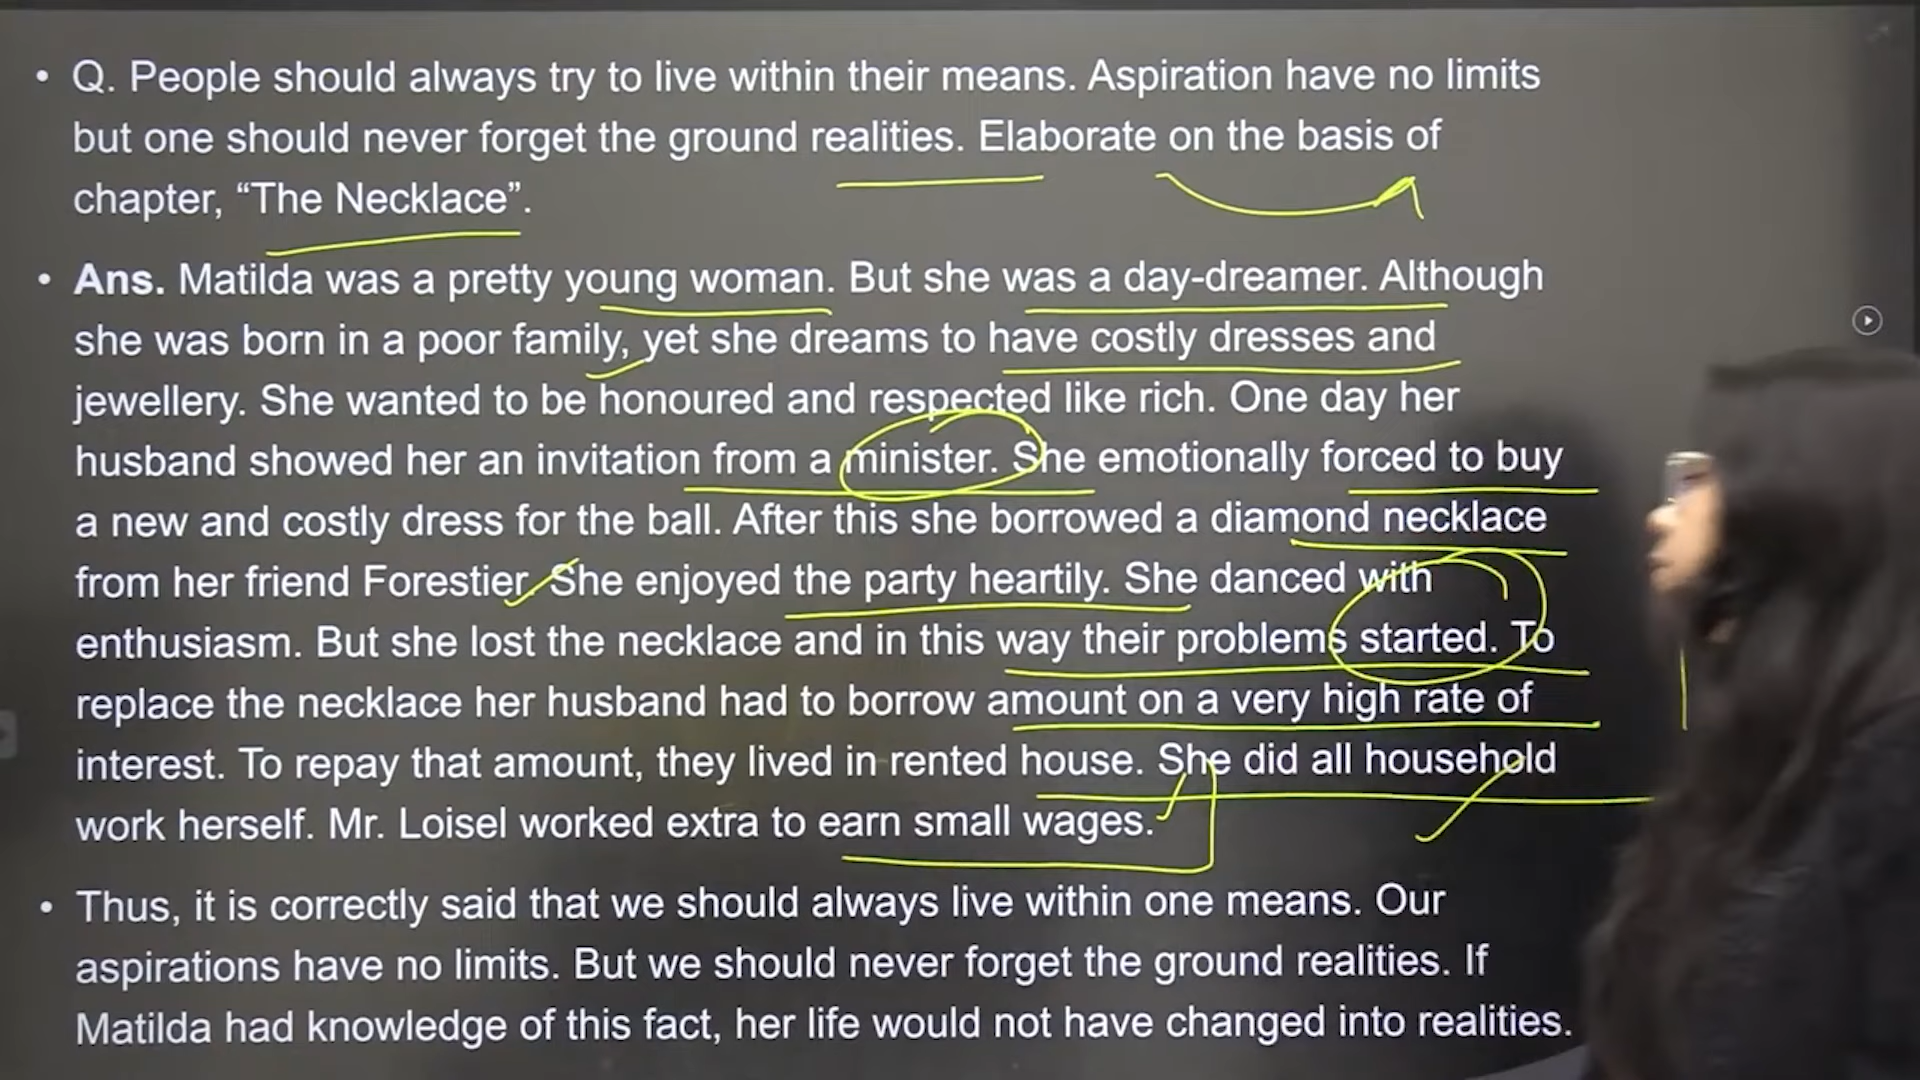 • Q. People should always try to live within their means. Aspiration have no limits
but one should never forget the ground realities. Elaborate on the basis of
chapter, “The Necklace”.
• Ans. Matilda was a pretty young woman. But she was a day-dreamer. Although
she was born in a poor family, yet she dreams to have costly dresses and
jewellery. She wanted to be honoured and respected like rich. One day her
husband showed her an invitation from a minister. She emotionally forced to buy
a new and costly dress for the ball. After this she borrowed a diamond necklace
from her friend Forestier. She enjoyed the party heartily. She danced with
enthusiasm. But she lost the necklace and in this way their problems started. To
replace the necklace her husband had to borrow amount on a very high rate of
interest. To repay that amount, they lived in rented house. She did all household
work herself. Mr. Loisel worked extra to earn small wages.
• Thus, it is correctly said that we should always live within one means. Our
aspirations have no limits. But we should never forget the ground realities. If
Matilda had knowledge of this fact, her life would not have changed into realities.